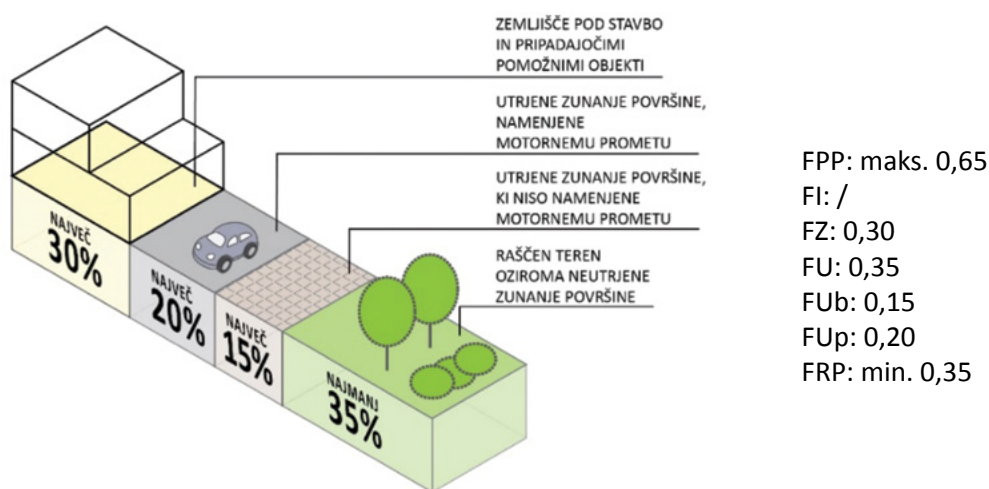 ZEMLJIŠČE POD STAVBO
IN PRIPADAJOČIMI
POMOŽNIMI OBJEKTI
UTRJENE ZUNANJE POVRŠINE,
NAMENJENE
MOTORNEMU PROMETU
UTRJENE ZUNANJE POVRŠINE,
KI NISO NAMENJENE
MOTORNEMU PROMETU
RAŠČEN TEREN
OZIROMA NEUTRJENE
ZUNANJE POVRŠINE
NAJVEČ
30%
NAJVEČ
20%
NAJVEČ
15%
NAJMANJ
35%
FPP: maks. 0,65
FI: /
FZ: 0,30
FU: 0,35
FUb: 0,15
FUp: 0,20
FRP: min. 0,35